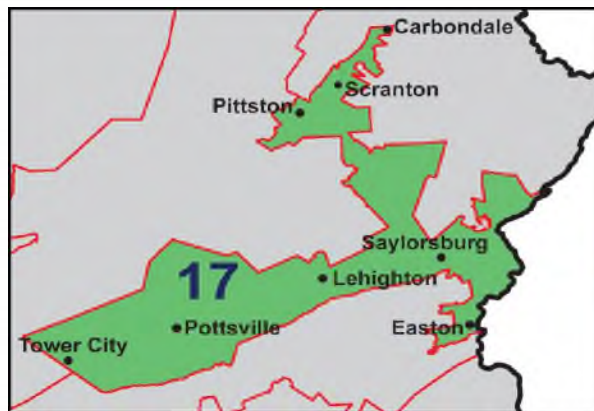 Carbondale
Scranton
Pittston
Saylorsburg
17
Lehighton
Easton
Pottsville
Tower City